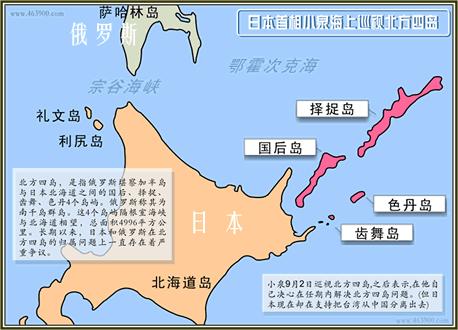 www.463900.com
日本首相小泉海上巡视北方四岛
萨哈林岛
俄罗斯
宗谷海峡
鄂霍次克海
礼文岛
利尻岛
择捉岛
国后岛
色丹岛
齿舞岛
日本
北海道岛
北方四岛，是指俄罗斯堪察加半岛
与日本北海道之间的国后、择捉、
齿舞、色丹4个岛屿。俄罗斯称其为
南千岛群岛。这4个岛屿隔根室海峡
与北海道相望，总面积4996平方公
里。长期以来，日本和俄罗斯在北
方四岛的归属问题上一直存在着严
重争议。
小泉9月2日巡视北方四岛,之后表示,在他自
己决心在任期内解决北方四岛问题。(但日
本现在却在支持把台湾从中国分离出去)
www.463900.com